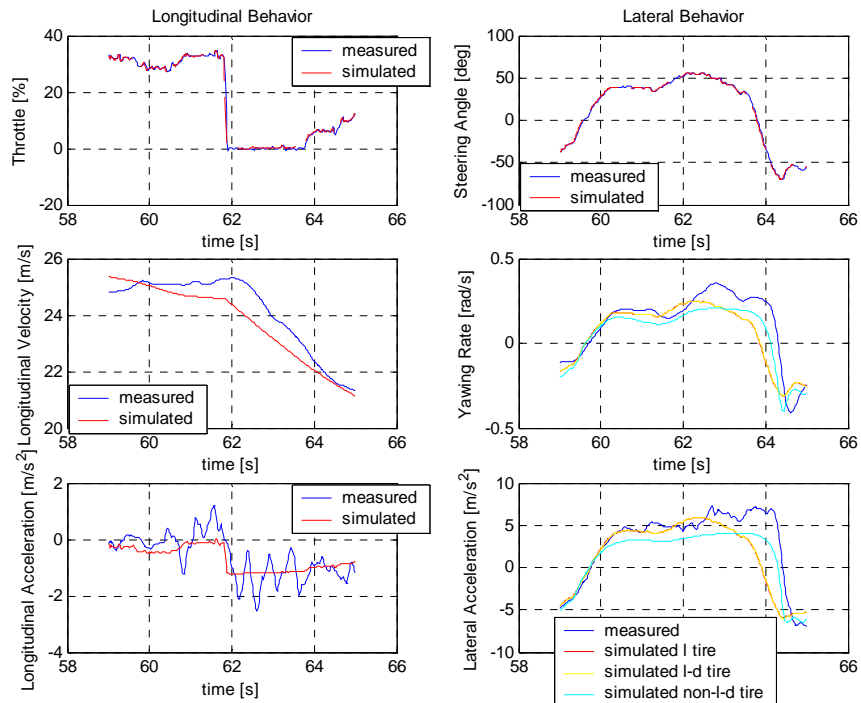 Longitudinal Behavior
Throttle [%]
40
20
0
-20
58
60
62
64
66
time [s]
measured
simulated
Lateral Behavior
Steering Angle [deg]
100
50
0
-50
-100
58
60
62
64
66
time [s]
measured
simulated
Longitudinal Velocity [m/s]
26
24
22
20
58
60
62
64
66
time [s]
measured
simulated
Yawing Rate [rad/s]
0.5
0
-0.5
58
60
62
64
66
time [s]
Longitudinal Acceleration [m/s²]
2
0
-2
-4
58
60
62
64
66
time [s]
measured
simulated
Lateral Acceleration [m/s²]
10
5
0
-5
-10
58
60
62
64
66
measured
simulated l tire
simulated l-d tire
simulated non-l-d tire